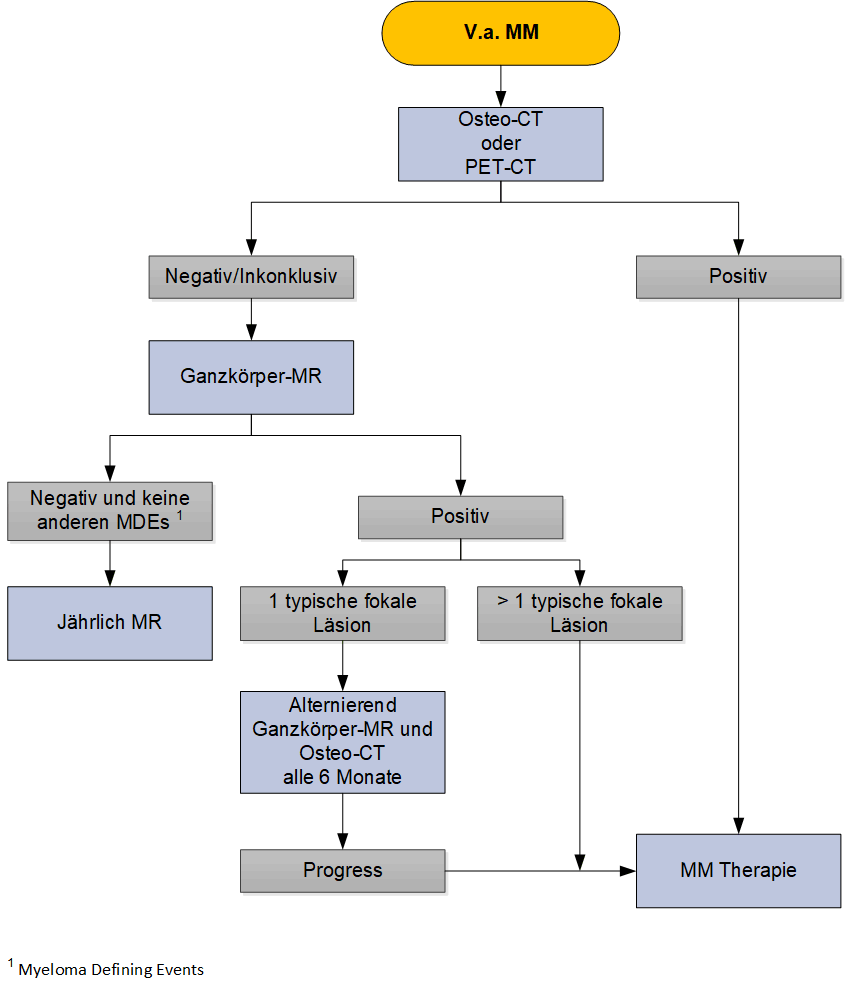 V.a. MM
Osteo-CT
oder
PET-CT
Negativ/Inkonklusiv
Positiv
Ganzkörper-MR
Negativ und keine
anderen MDEs 1
Positiv
Jährlich MR
1 typische fokale
Läsion
> 1 typische fokale
Läsion
Alternierend
Ganzkörper-MR und
Osteo-CT
alle 6 Monate
Progress
MM Therapie
1 Myeloma Defining Events